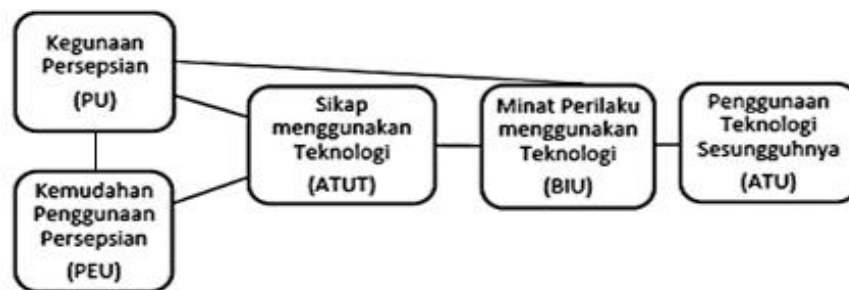 Kegunaan
Persepsian
(PU)
Kemudahan
Penggunaan
Persepsian
(PEU)
Sikap
menggunakan
Teknologi
(ATUT)
Minat Perilaku
menggunakan
Teknologi
(BIU)
Penggunaan
Teknologi
Sesungguhnya
(ATU)